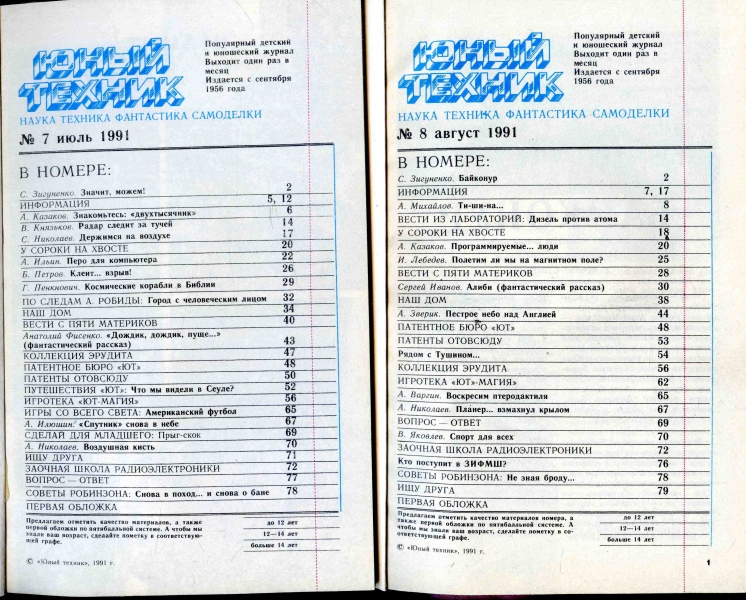 ЮНЫЙ
ТЕХНИК
Популярный детский
и юношеский журнал
Выходит один раз в
месяц
Издается с сентября
1956 года
НАУКА ТЕХНИКА ФАНТАСТИКА САМОДЕЛКИ
№ 7 июль 1991
В НОМЕРЕ:
С. Зигуненко. Значит, можем! 2
ИНФОРМАЦИЯ 5, 12
А. Казаков. Знакомьтесь: «двухтысячник» 6
В. Князьков. Радар следит за тучей 14
С. Николаев. Держимся на воздухе 17
У СОРОКИ НА ХВОСТЕ 20
А. Ильин. Перо для компьютера 22
Б. Петров. Клеит... взрыв! 26
Г. Пенкнович. Космические корабли в Библии 29
ПО СЛЕДАМ А. РОБИДЫ: Город с человеческим лицом 32
НАШ ДОМ 34
ВЕСТИ С ПЯТИ МАТЕРИКОВ 40
Анатолий Фисенко. «Дождик, дождик, пуще...»
(фантастический рассказ) 43
КОЛЛЕКЦИЯ ЭРУДИТА 47
ПАТЕНТНОЕ БЮРО «ЮТ» 48
ПАТЕНТЫ ОТОВСЮДУ 50
ПУТЕШЕСТВИЯ «ЮТ»: Что мы видели в Сеуле? 52
ИГРОТЕКА «ЮТ-МАГИЯ» 56
ИГРЫ СО ВСЕГО СВЕТА: Американский футбол 65
А. Илюшин. «Спутник» снова в небе 67
СДЕЛАЙ ДЛЯ МЛАДШЕГО: Прыг-скок 69
А. Николаев. Воздушная кисть 70
ИЩУ ДРУГА 71
ЗАОЧНАЯ ШКОЛА РАДИОЭЛЕКТРОНИКИ 72
ВОПРОС — ОТВЕТ 77
СОВЕТЫ РОБИНЗОНА: Снова в поход... и снова о бане 78
ПЕРВАЯ ОБЛОЖКА
Предлагаем отметить качество материалов, а также
первой обложки по пятибалльной системе. А чтобы мы
знали ваш возраст, сделайте пометку в соответствую-
щей графе.
до 12 лет
12—14 лет
больше 14 лет
© «Юный техник», 1991 г.
ЮНЫЙ
ТЕХНИК
Популярный детский
и юношеский журнал
Выходит один раз в
месяц
Издается с сентября
1956 года
НАУКА ТЕХНИКА ФАНТАСТИКА САМОДЕЛКИ
№ 8 август 1991
В НОМЕРЕ:
С. Зигуненко. Байконур 2
ИНФОРМАЦИЯ 7, 17
А. Михайлов. Ти-ши-на... 8
ВЕСТИ ИЗ ЛАБОРАТОРИЙ: Дизель против атома 14
У СОРОКИ НА ХВОСТЕ 18
А. Казаков. Программируемые... люди 20
И. Лебедев. Полетим ли мы на магнитном поле? 25
ВЕСТИ С ПЯТИ МАТЕРИКОВ 28
Сергей Иванов. Алиби (фантастический рассказ) 30
НАШ ДОМ 38
А. Зверик. Пестрое небо над Англией 44
ПАТЕНТНОЕ БЮРО «ЮТ» 48
ПАТЕНТЫ ОТОВСЮДУ 53
Рядом с Тушином... 54
КОЛЛЕКЦИЯ ЭРУДИТА 56
ИГРОТЕКА «ЮТ»-МАГИЯ» 62
А. Варгин. Воскресим птеродактиля 65
А. Николаев. Планер... взмахнул крылом 67
ВОПРОС — ОТВЕТ 69
В. Яковлев. Спорт для всех 70
ЗАОЧНАЯ ШКОЛА РАДИОЭЛЕКТРОНИКИ 72
Кто поступит в ЗИФМШ? 76
СОВЕТЫ РОБИНЗОНА: Не зная броду... 78
ИЩУ ДРУГА 79
ПЕРВАЯ ОБЛОЖКА
Предлагаем отметить качество материалов номера, а
также первой обложки по пятибалльной системе. А
чтобы мы знали ваш возраст, сделайте пометку в со-
ответствующей графе.
до 12 лет
12—14 лет
больше 14 лет
© «Юный техник», 1991 г.
1